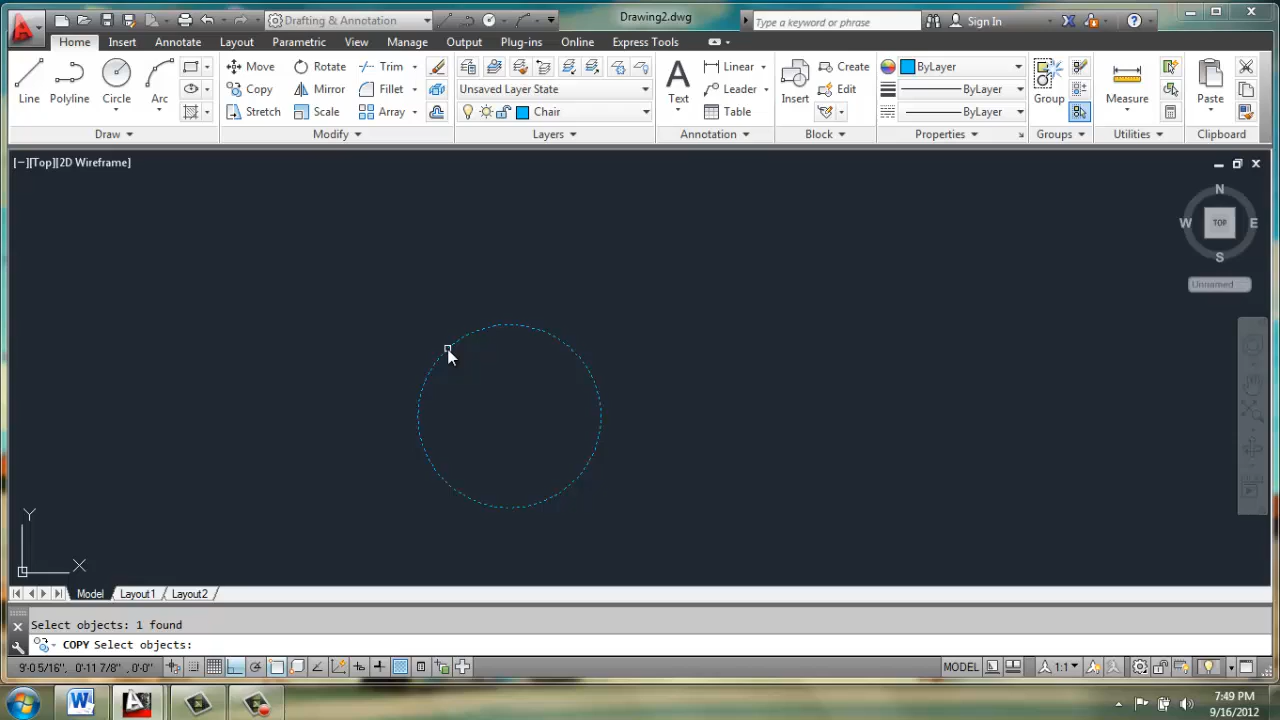 Drafting & Annotation
Drawing2.dwg
Type a keyword or phrase
Sign In
Home Insert Annotate Layout Parametric View Manage Output Plug-ins Online Express Tools
Line Polyline Circle Arc
Move Rotate Trim
Copy Mirror Fillet
Stretch Scale Array
Unsaved Layer State
Chair
Text
Linear
Leader
Table
Insert
Create
Edit
ByLayer
ByLayer
ByLayer
Group
Measure
Paste
Draw Modify Layers Annotation Block Properties Groups Utilities Clipboard
[−][Top][2D Wireframe]
N
W TOP E
S
Unnamed
Y
X
Model Layout1 Layout2
Select objects: 1 found
COPY Select objects:
9'-0 5/16", 0'-11 7/8", 0'-0"
MODEL
1:1
7:49 PM
9/16/2012